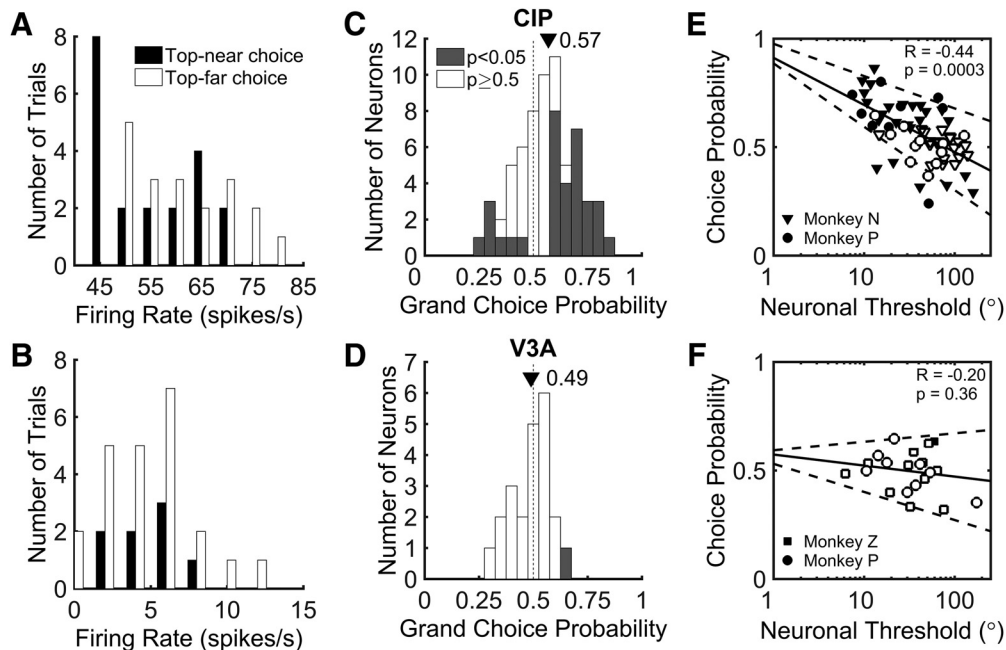 A
8
6
4
2
0
Number of Trials
Top-near choice
Top-far choice
45 55 65 75 85
Firing Rate (spikes/s)
B
8
6
4
2
0
Number of Trials
0 5 10 15
Firing Rate (spikes/s)
C
CIP
0.57
12
10
8
6
4
2
0
Number of Neurons
p<0.05
p≥0.5
0 0.25 0.5 0.75 1
Grand Choice Probability
D
V3A
0.49
7
6
5
4
3
2
1
0
Number of Neurons
0 0.25 0.5 0.75 1
Grand Choice Probability
E
1
0.5
0
Choice Probability
R = -0.44
p = 0.0003
Monkey N
Monkey P
1 10 100
Neuronal Threshold (°)
F
1
0.5
0
Choice Probability
R = -0.20
p = 0.36
Monkey Z
Monkey P
1 10 100
Neuronal Threshold (°)